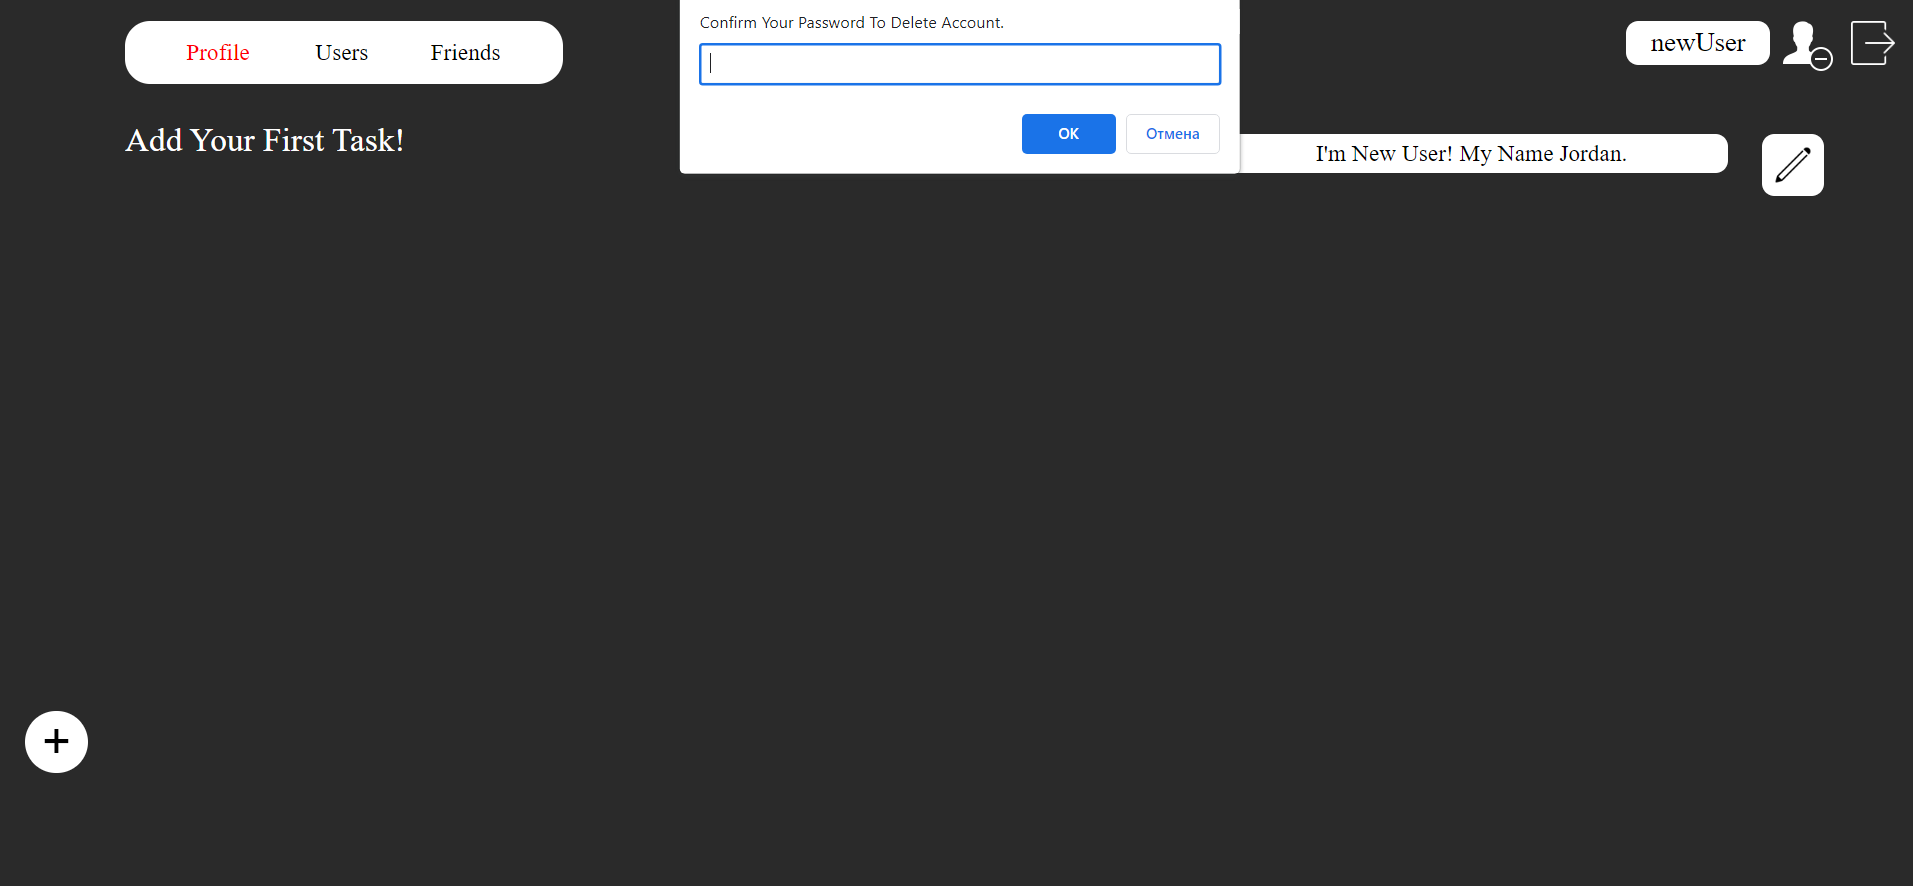 Profile Users Friends
Confirm Your Password To Delete Account.
newUser
OK Отмена
Add Your First Task!
I'm New User! My Name Jordan.
+